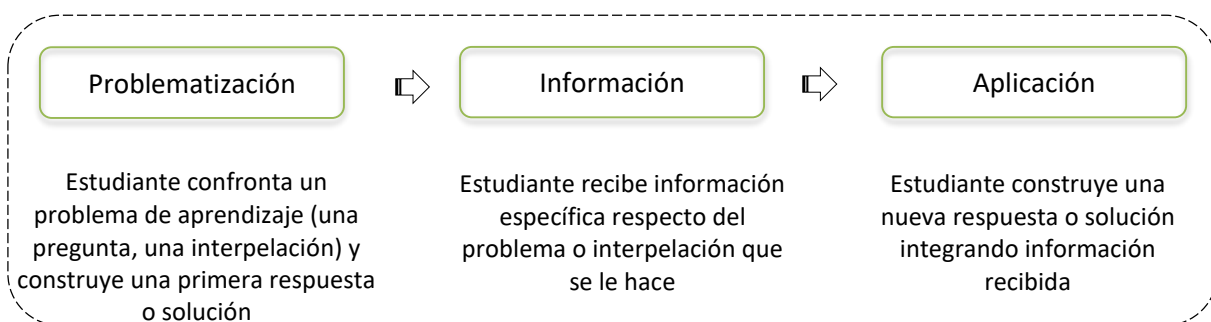 Problematización
Información
Aplicación
Estudiante confronta un
problema de aprendizaje (una
pregunta, una interpelación) y
construye una primera respuesta
o solución
Estudiante recibe información
específica respecto del
problema o interpelación que
se le hace
Estudiante construye una
nueva respuesta o solución
integrando información
recibida